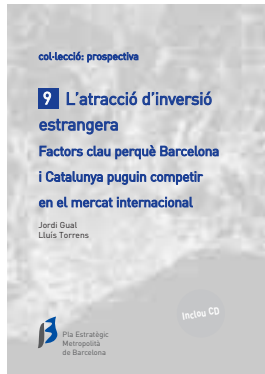 col·lecció: prospectiva
9 L'atracció d'inversió
estrangera
Factors clau perquè Barcelona
i Catalunya puguin competir
en el mercat internacional
Jordi Gual
Lluis Torrens
Inclou CD
Pla Estratègic
Metropolità
de Barcelona